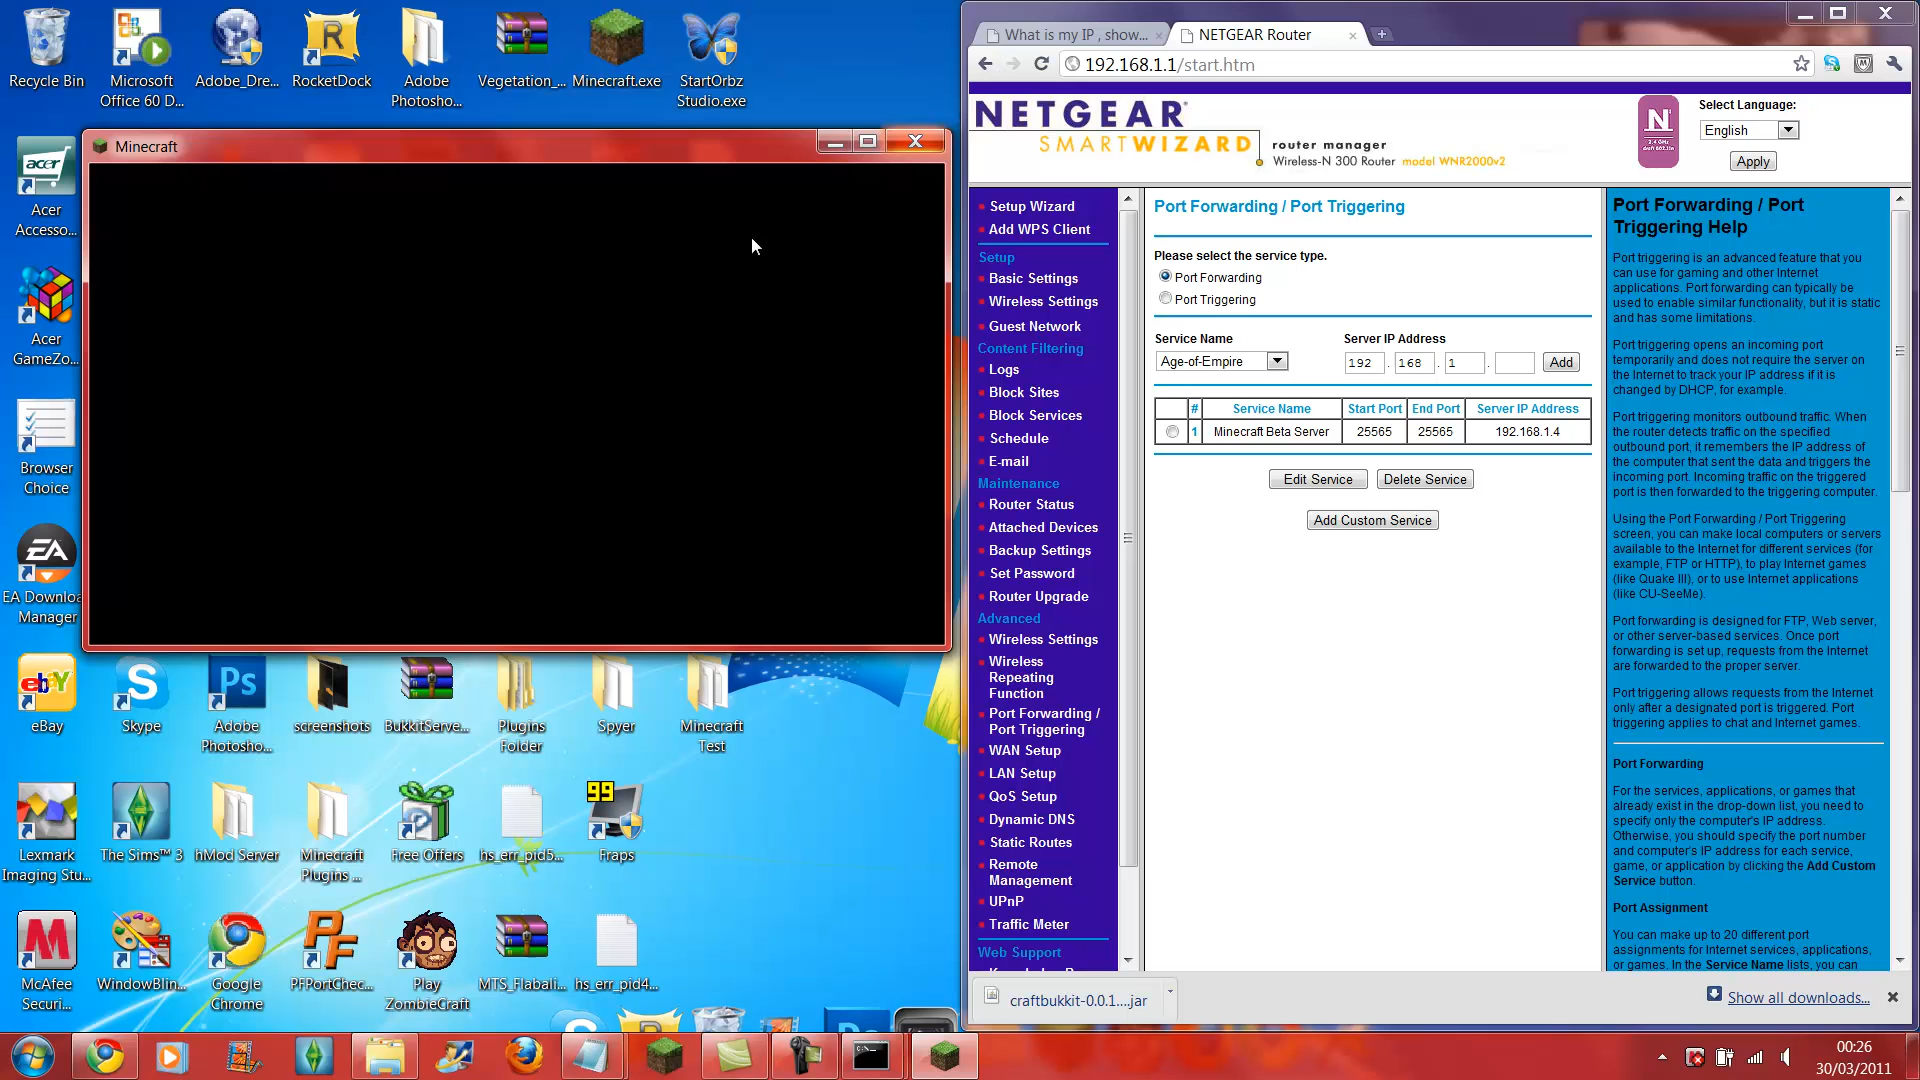 Recycle Bin
Microsoft
Office 60 D...
Adobe_Dre...
RocketDock
Adobe
Photosho...
Vegetation_...
Minecraft.exe
StartOrbz
Studio.exe
acer
Acer
Accesso...
Acer
GameZo...
Browser
Choice
EA
EA Downlo
Manager
Minecraft
ebY
eBay
Skype
Ps
Adobe
Photosho...
screenshots
BukkitServe...
Plugins
Folder
Spyer
Minecraft
Test
Lexmark
Imaging Stu...
The Sims™ 3
hMod Server
Minecraft
Plugins ...
Free Offers
hs_err_pid5...
99
Fraps
McAfee
Securi...
WindowBlin...
Google
Chrome
PF
PFPortChec...
Play
ZombieCraft
MTS_Flabali...
hs_err_pid4...
What is my IP , show...
NETGEAR Router
192.168.1.1/start.htm
NETGEAR
SMARTWIZARD
router manager
Wireless-N 300 Router model WNR2000v2
N
Select Language:
English
Apply
Setup Wizard
Add WPS Client
Setup
Basic Settings
Wireless Settings
Guest Network
Content Filtering
Logs
Block Sites
Block Services
Schedule
E-mail
Maintenance
Router Status
Attached Devices
Backup Settings
Set Password
Router Upgrade
Advanced
Wireless Settings
Wireless
Repeating
Function
Port Forwarding /
Port Triggering
WAN Setup
LAN Setup
QoS Setup
Dynamic DNS
Static Routes
Remote
Management
UPnP
Traffic Meter
Web Support
Port Forwarding / Port Triggering
Please select the service type.
Port Forwarding
Port Triggering
Service Name
Server IP Address
Age-of-Empire
192 . 168 . 1 .
Add
# Service Name Start Port End Port Server IP Address
1 Minecraft Beta Server 25565 25565 192.168.1.4
Edit Service
Delete Service
Add Custom Service
Port Forwarding / Port
Triggering Help
Port triggering is an advanced feature that you
can use for gaming and other Internet
applications. Port forwarding can typically be
used to enable similar functionality, but it is static
and has some limitations.
Port triggering opens an incoming port
temporarily and does not require the server on
the Internet to track your IP address if it is
changed by DHCP, for example.
Port triggering monitors outbound traffic. When
the router detects traffic on the specified
outbound port, it remembers the IP address of
the computer that sent the data and triggers the
incoming port. Incoming traffic on the triggered
port is then forwarded to the triggering computer.
Using the Port Forwarding / Port Triggering
screen, you can make local computers or servers
available to the Internet for different services (for
example, FTP or HTTP), to play Internet games
(like Quake III), or to use Internet applications
(like CU-SeeMe).
Port forwarding is designed for FTP, Web server,
or other server-based services. Once port
forwarding is set up, requests from the Internet
are forwarded to the proper server.
Port triggering allows requests from the Internet
only after a designated port is triggered. Port
triggering applies to chat and Internet games.
Port Forwarding
For the services, applications, or games that
already exist in the drop-down list, you need to
specify only the computer's IP address.
Otherwise, you should specify the port number
and computer's IP address for each service,
game, or application by clicking the Add Custom
Service button.
Port Assignment
You can make up to 20 different port
assignments for Internet services, applications,
or games. In the Service Name lists, you can
craftbukkit-0.0.1....jar
Show all downloads...
00:26
30/03/2011